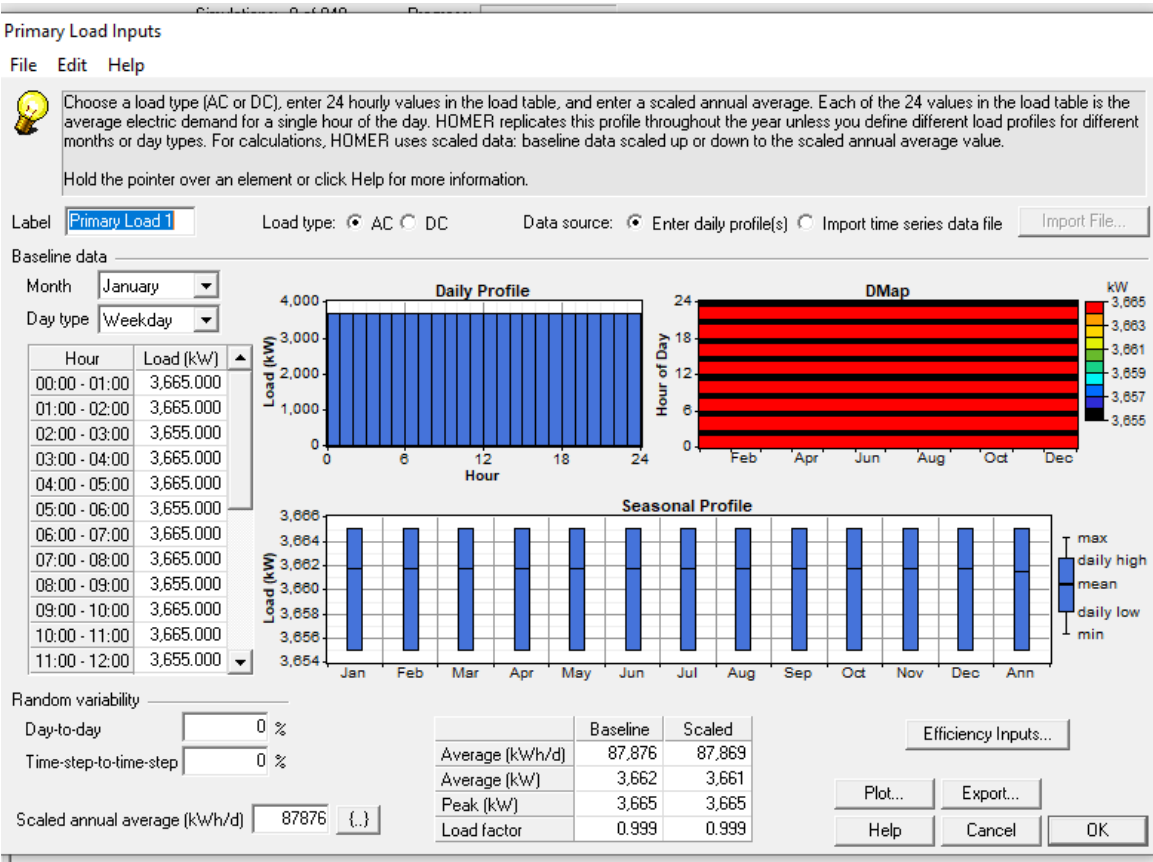 Primary Load Inputs
File Edit Help
Choose a load type (AC or DC), enter 24 hourly values in the load table, and enter a scaled annual average. Each of the 24 values in the load table is the
average electric demand for a single hour of the day. HOMER replicates this profile throughout the year unless you define different load profiles for different
months or day types. For calculations, HOMER uses scaled data: baseline data scaled up or down to the scaled annual average value.
Hold the pointer over an element or click Help for more information.
Label Primary Load 1 Load type: AC DC Data source: Enter daily profile(s) Import time series data file Import File...
Baseline data
Month January
Day type Weekday
Hour Load (kW)
00:00 - 01:00 3,665.000
01:00 - 02:00 3,665.000
02:00 - 03:00 3,655.000
03:00 - 04:00 3,665.000
04:00 - 05:00 3,665.000
05:00 - 06:00 3,655.000
06:00 - 07:00 3,665.000
07:00 - 08:00 3,665.000
08:00 - 09:00 3,655.000
09:00 - 10:00 3,665.000
10:00 - 11:00 3,665.000
11:00 - 12:00 3,655.000
Daily Profile
Load (kW)
4,000
3,000
2,000
1,000
0
0 6 12 18 24
Hour
DMap
Hour of Day
24
18
12
6
0
Feb Apr Jun Aug Oct Dec
kW
3,665
3,663
3,661
3,659
3,657
3,655
Seasonal Profile
Load (kW)
3,666
3,664
3,662
3,660
3,658
3,656
3,654
Jan Feb Mar Apr May Jun Jul Aug Sep Oct Nov Dec Ann
max
daily high
mean
daily low
min
Random variability
Day-to-day 0 %
Time-step-to-time-step 0 %
Scaled annual average (kWh/d) 87876 {..}
Baseline Scaled
Average (kWh/d) 87,876 87,869
Average (kW) 3,662 3,661
Peak (kW) 3,665 3,665
Load factor 0.999 0.999
Efficiency Inputs...
Plot... Export...
Help Cancel OK